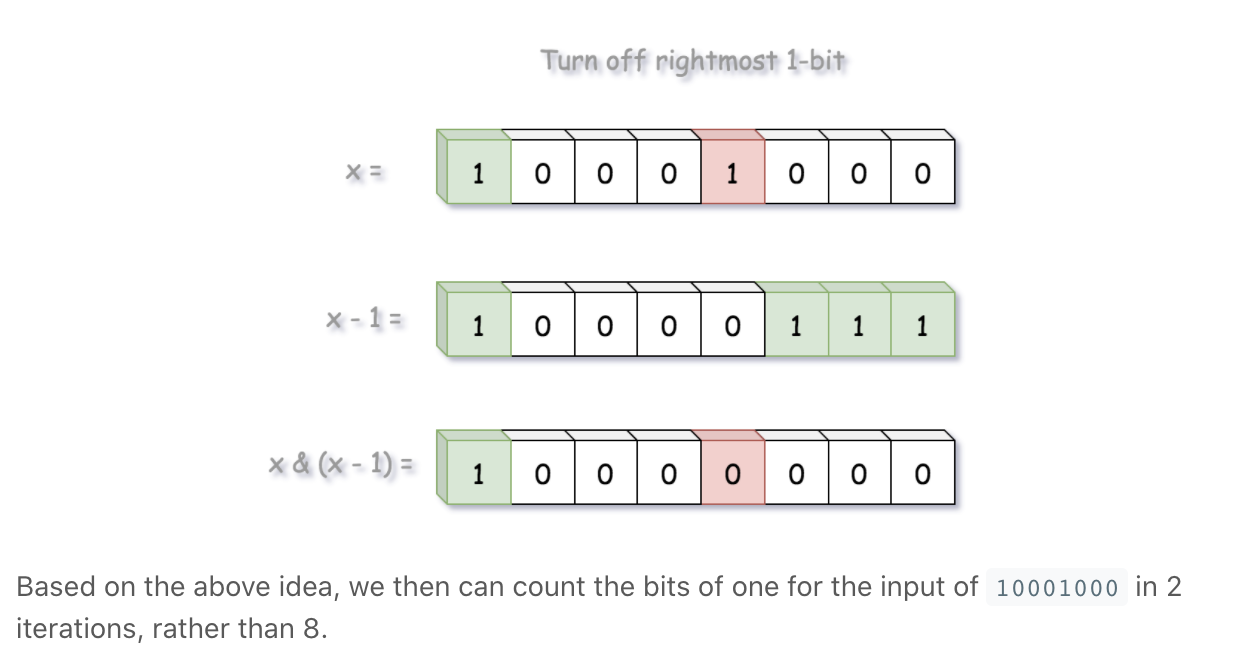 Turn off rightmost 1-bit
x = 1 0 0 0 1 0 0 0
x - 1 = 1 0 0 0 0 1 1 1
x & (x - 1) = 1 0 0 0 0 0 0 0
Based on the above idea, we then can count the bits of one for the input of 10001000 in 2
iterations, rather than 8.